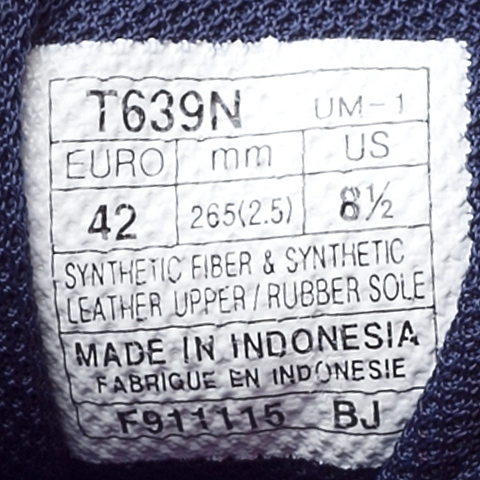 T639N UM-1
EURO mm US
42 265(2.5) 8½
SYNTHETIC FIBER & SYNTHETIC
LEATHER UPPER / RUBBER SOLE
MADE IN INDONESIA
FABRIQUE EN INDONESIE
F911115 BJ